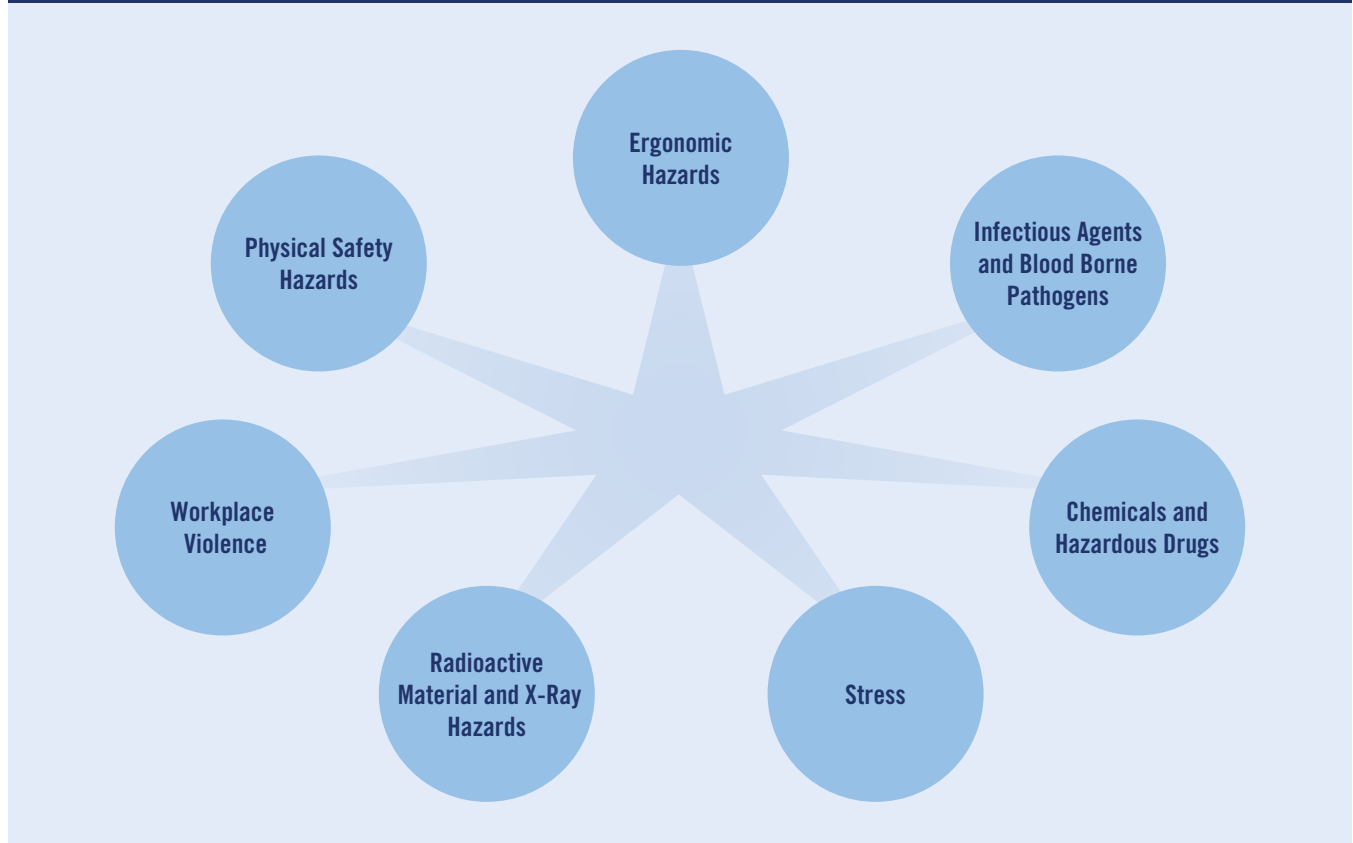 Ergonomic
Hazards
Physical Safety
Hazards
Infectious Agents
and Blood Borne
Pathogens
Workplace
Violence
Chemicals and
Hazardous Drugs
Radioactive
Material and X-Ray
Hazards
Stress